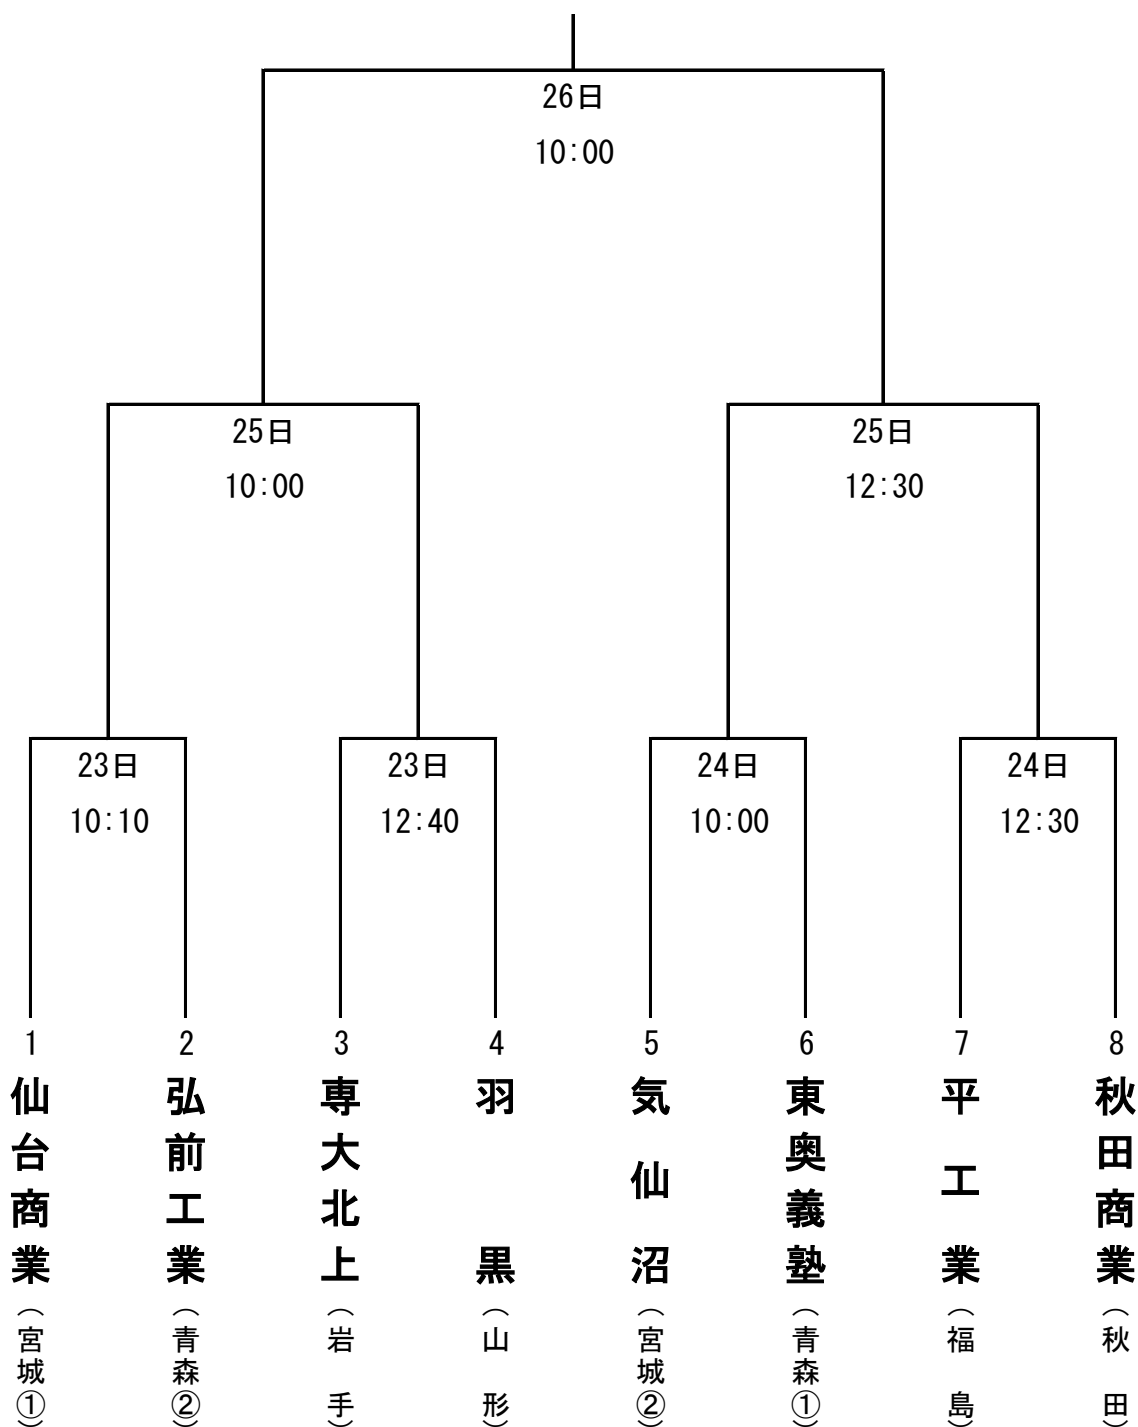 26日
10:00
25日
10:00
25日
12:30
23日
10:10
23日
12:40
24日
10:00
24日
12:30
1
仙台商業
(宮城①)
2
弘前工業
(青森②)
3
専大北上
(岩手)
4
羽黒
(山形)
5
気仙沼
(宮城②)
6
東奥義塾
(青森①)
7
平工業
(福島)
8
秋田商業
(秋田)